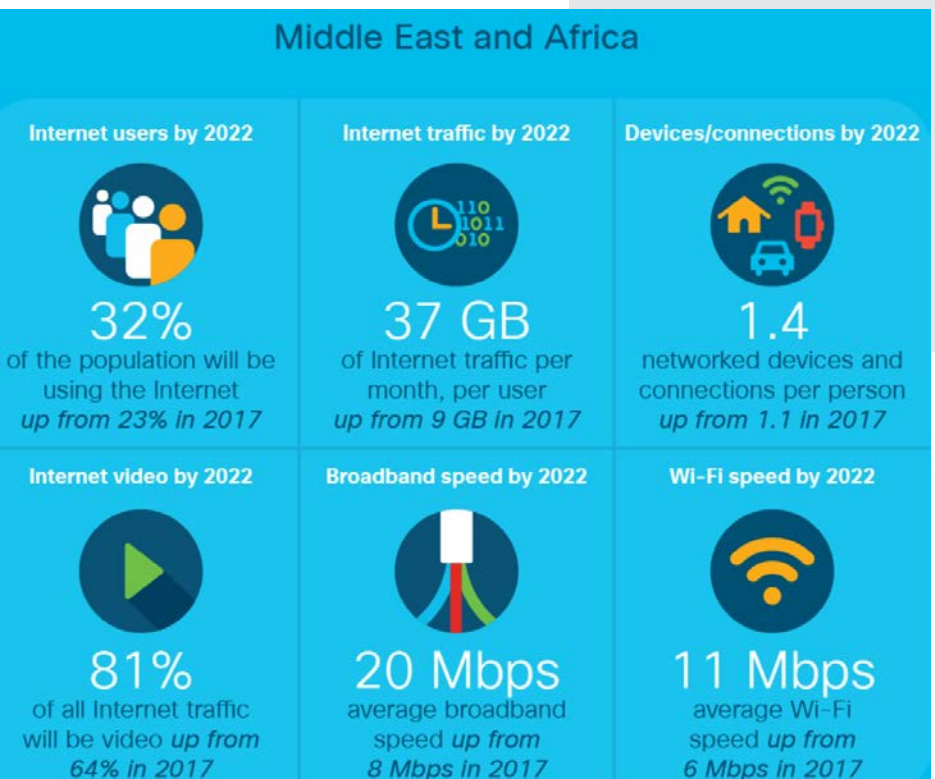 Middle East and Africa
Internet users by 2022
32%
of the population will be
using the Internet
up from 23% in 2017
Internet traffic by 2022
110
1011
010
37 GB
of Internet traffic per
month, per user
up from 9 GB in 2017
Devices/connections by 2022
1.4
networked devices and
connections per person
up from 1.1 in 2017
Internet video by 2022
81%
of all Internet traffic
will be video up from
64% in 2017
Broadband speed by 2022
20 Mbps
average broadband
speed up from
8 Mbps in 2017
Wi-Fi speed by 2022
11 Mbps
average Wi-Fi
speed up from
6 Mbps in 2017